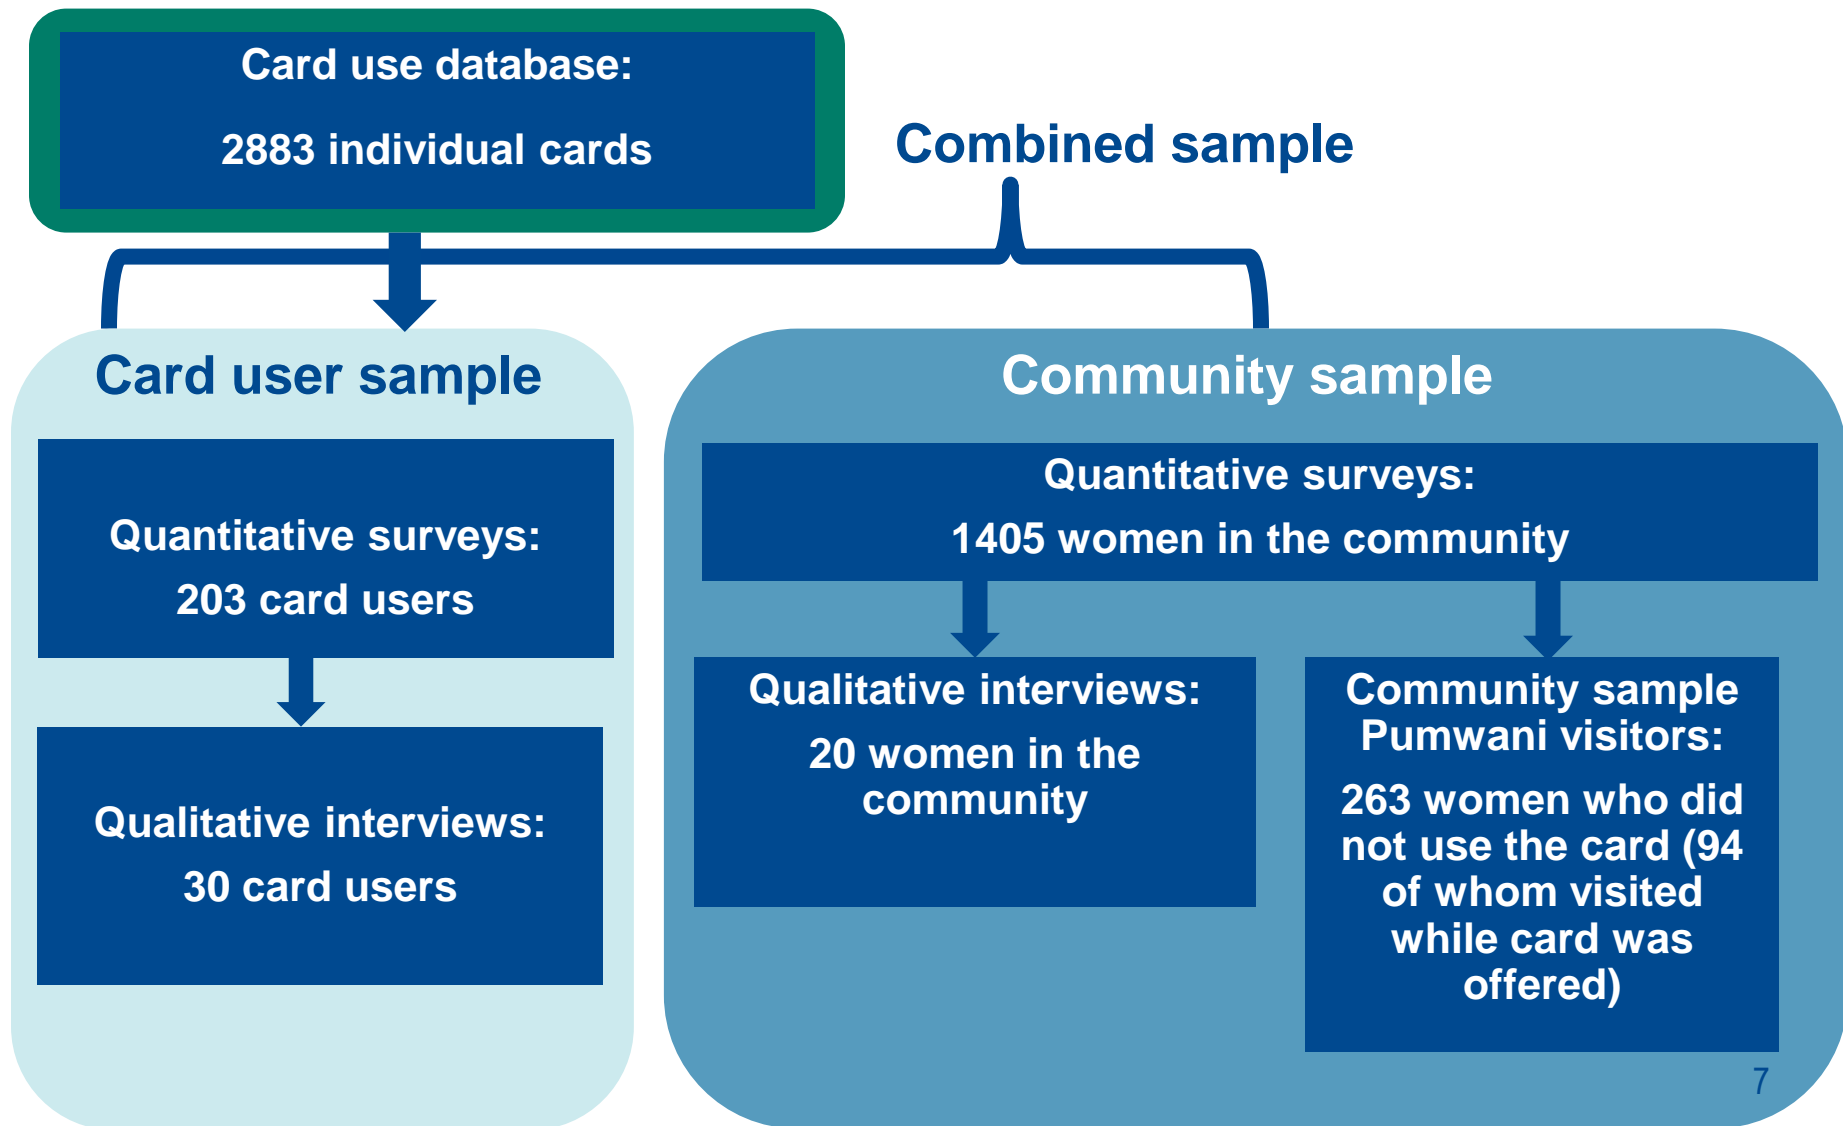 Card use database:
2883 individual cards
Combined sample
Card user sample
Quantitative surveys:
203 card users
Qualitative interviews:
30 card users
Community sample
Quantitative surveys:
1405 women in the community
Qualitative interviews:
20 women in the
community
Community sample
Pumwani visitors:
263 women who did
not use the card (94
of whom visited
while card was
offered)
7